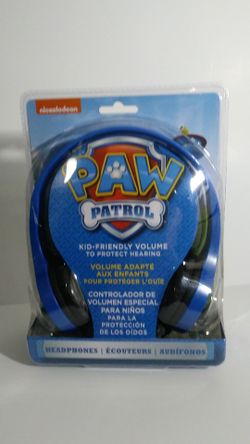 nickelodeon
PAW
PATROL
KID-FRIENDLY VOLUME
TO PROTECT HEARING
VOLUME ADAPTÉ
AUX ENFANTS
POUR PROTÉGER L'OUÏE
CONTROLADOR DE
VOLUMEN ESPECIAL
PARA NIÑOS
PARA LA
PROTECCIÓN
DE LOS OÍDOS
HEADPHONES | ÉCOUTEURS | AUDÍFONOS